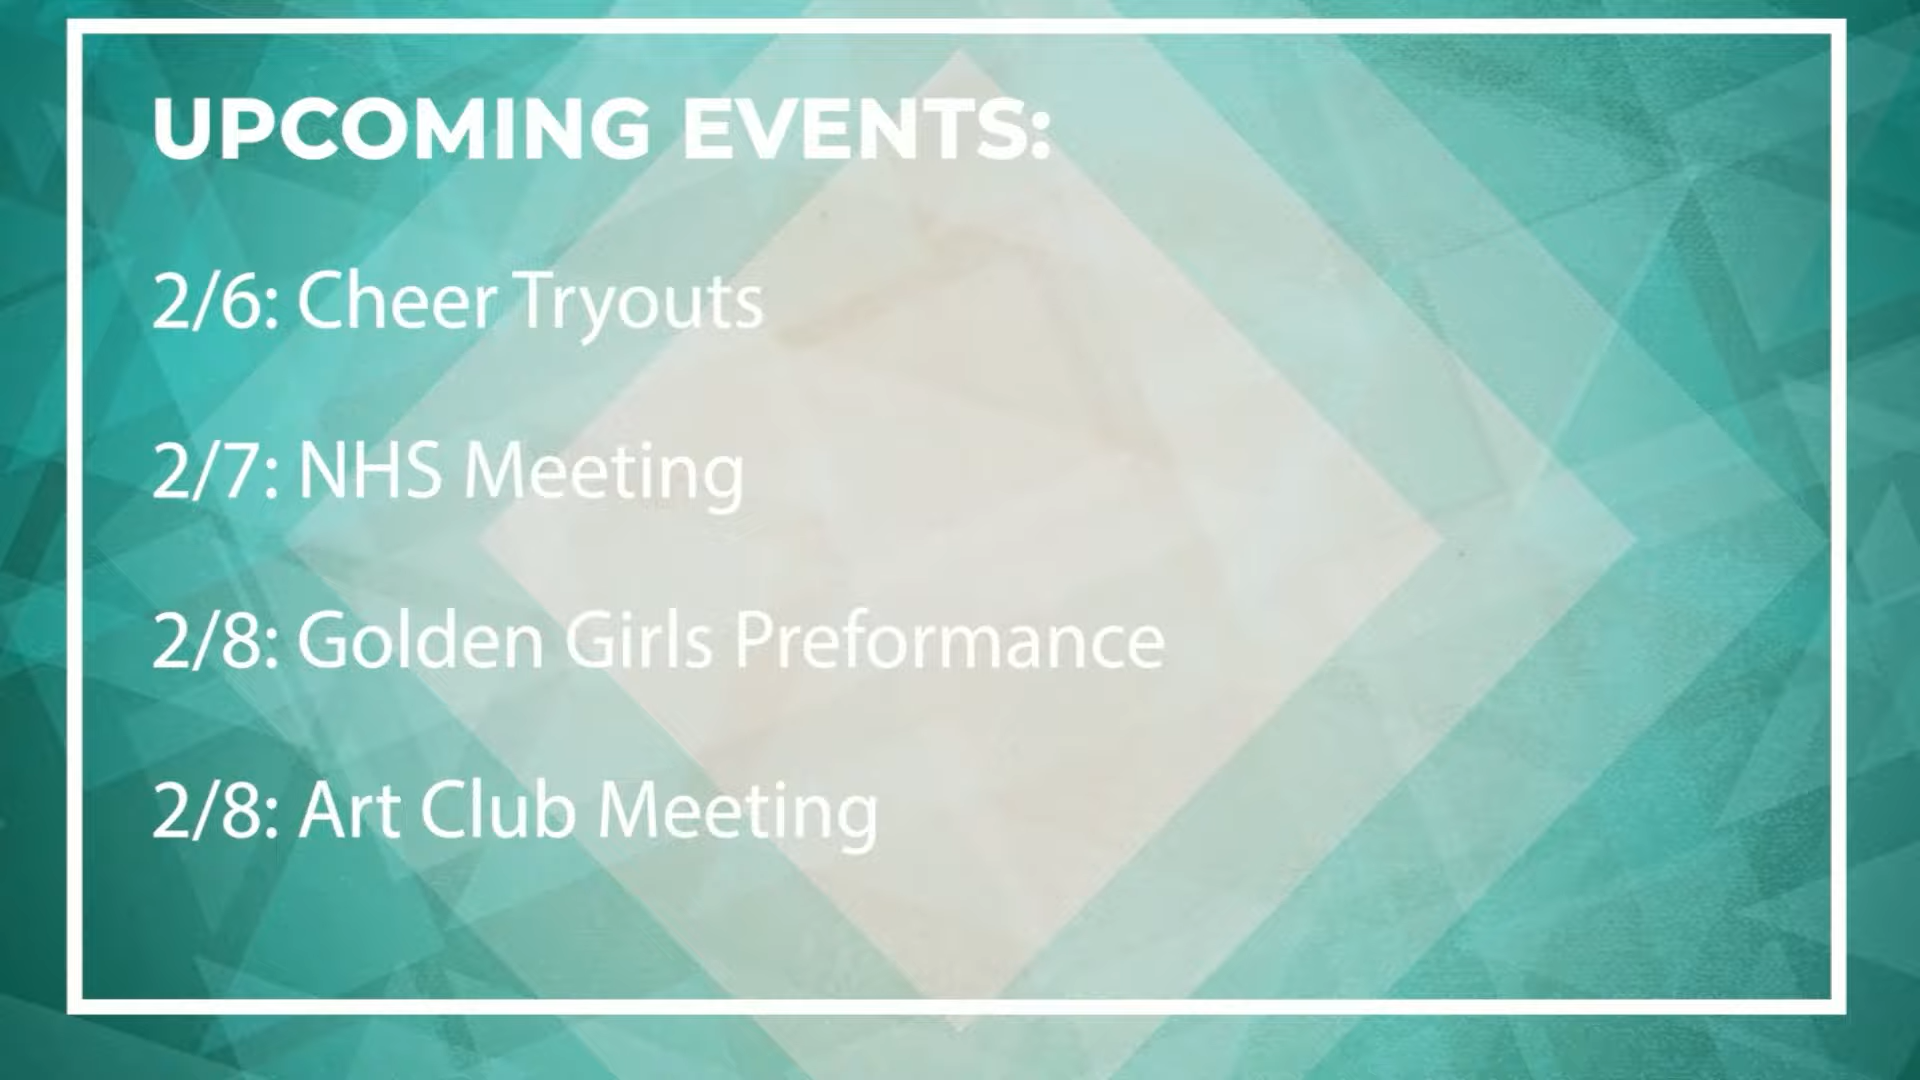 UPCOMING EVENTS:
2/6: Cheer Tryouts
2/7: NHS Meeting
2/8: Golden Girls Preformance
2/8: Art Club Meeting